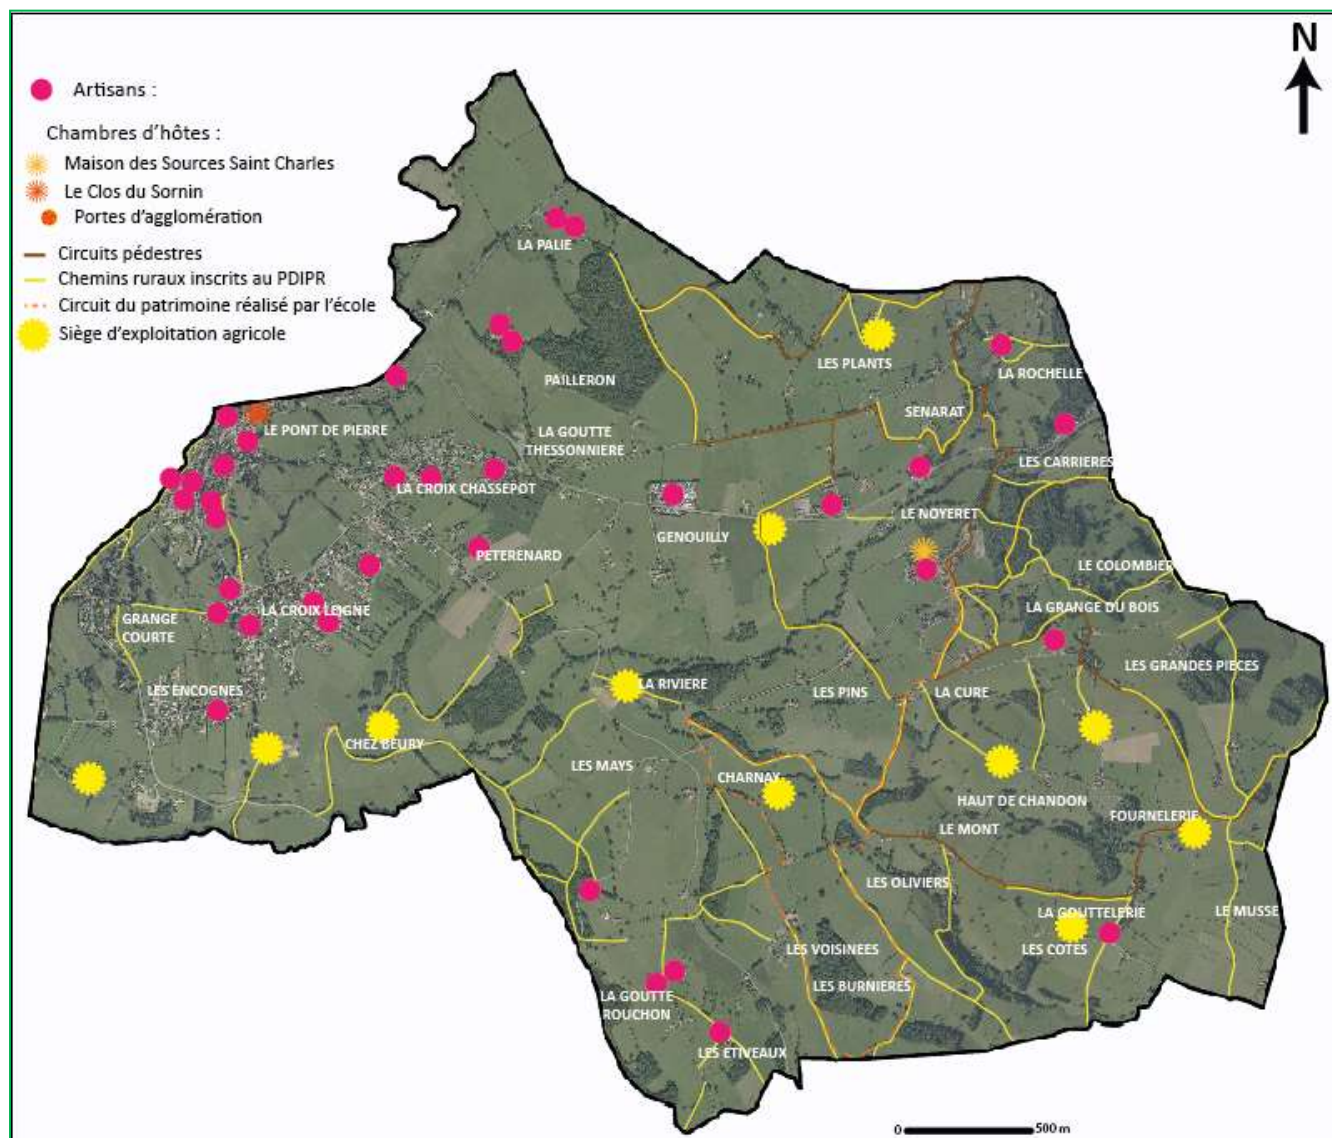 N
Artisans :
Chambres d'hôtes :
Maison des Sources Saint Charles
Le Clos du Sornin
Portes d'agglomération
Circuits pédestres
Chemins ruraux inscrits au PDIPR
Circuit du patrimoine réalisé par l'école
Siège d'exploitation agricole
LA PALIE
LES PLANTS
LA ROCHELLE
PAILLERON
SENARAT
LE PONT DE PIERRE
LA GOUTTE
THESSONNIERE
LES CARRIERES
LA CROIX CHASSEPOT
LE NOYERET
GENOUILLY
PETERENARD
LE COLOMBIER
LA CROIX LEIGNE
LA GRANGE DU BOIS
GRANGE
COURTE
LES GRANDES PIECES
LES ENCOGNES
LA RIVIERE
LES PINS
LA CURE
CHEZ BEURY
LES MAYS
CHARNAY
HAUT DE CHANDON
FOURNELERIE
LE MONT
LES OLIVIERS
LA GOUTTELERIE
LE MUSSE
LES VOISINEES
LES COTES
LES BURNIERES
LA GOUTTE
ROUCHON
LES ETIVEAUX
0 500 m